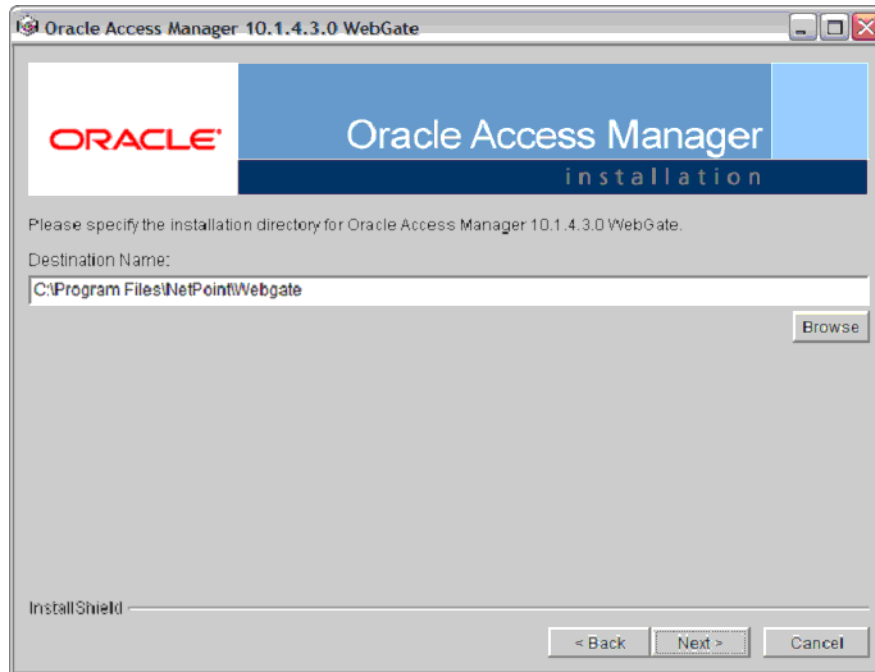 Oracle Access Manager 10.1.4.3.0 WebGate
ORACLE
Oracle Access Manager
installation
Please specify the installation directory for Oracle Access Manager 10.1.4.3.0 WebGate.
Destination Name:
C:\Program Files\NetPoint\Webgate
Browse
InstallShield
< Back Next > Cancel